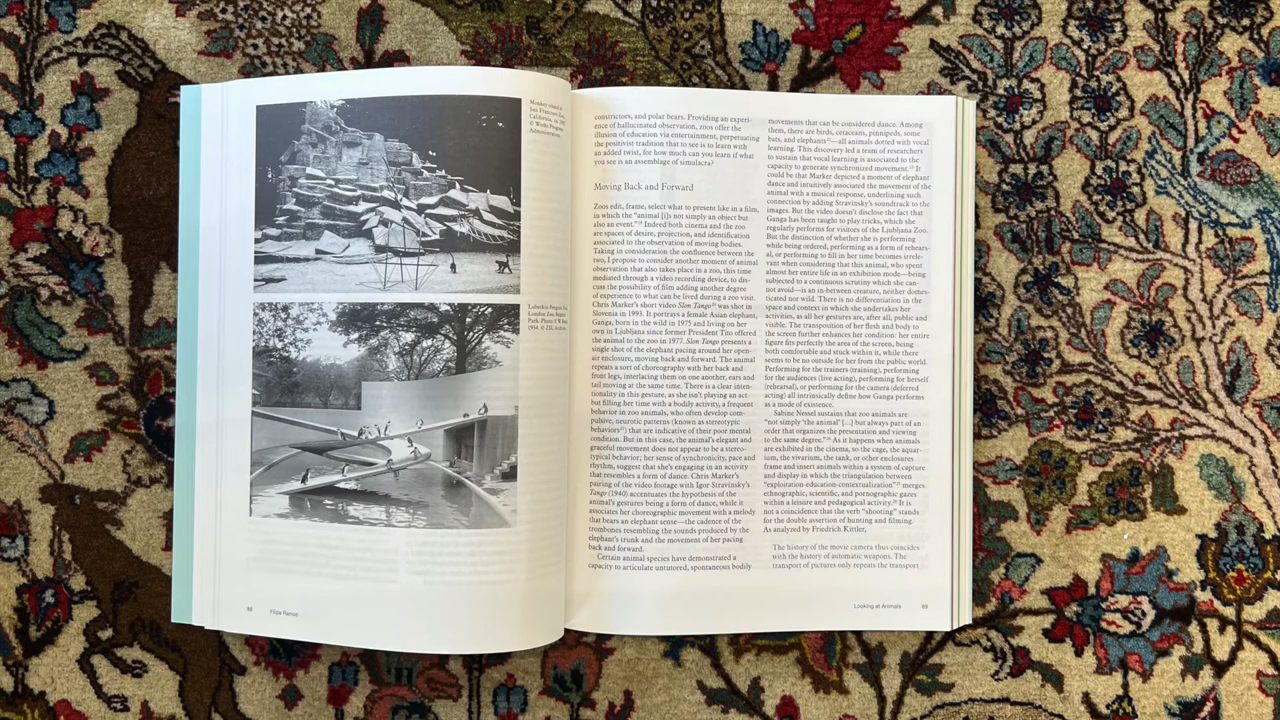 Monkey island
San Francisco Zoo,
California,
© Works Progress
Administration.
London Zoo, Regent's
Park. Photo: F W Bond,
1934. © ZSL
68
Filipa Ramos
constrictors, and polar bears. Providing an experi-
ence of hallucinated observation, zoos offer the
illusion of education via entertainment, perpetuating
the positivist tradition that to see is to learn with
an added twist, for how much can you learn if what
you see is an assemblage of simulacra?
Moving Back and Forward
Zoos edit, frame, select what to present like in a film,
in which the “animal [i]s not simply an object but
also an event.” Indeed both cinema and the zoo
are spaces of desire, projection, and identification
associated to the observation of moving bodies.
Taking in consideration the confluence between the
two, I propose to consider another moment of animal
observation that also takes place in a zoo, this time
mediated through a video recording device, to dis-
cuss the possibility of film adding another degree
of experience to what can be lived during a zoo visit.
Chris Marker's short video Slon Tango was shot in
Slovenia in 1993. It portrays a female Asian elephant,
Ganga, born in the wild in 1975 and living on her
own in Ljubljana since former President Tito offered
the animal to the zoo in 1977. Slon Tango presents a
single shot of the elephant pacing around her open-
air enclosure, moving back and forward. The animal
repeats a sort of choreography with her back and
front legs, interlacing them on one another, ears and
tail moving at the same time. There is a clear inten-
tionality in this gesture, as she isn't playing an act
but filling her time with a bodily activity, a frequent
behavior in zoo animals, who often develop com-
pulsive, neurotic patterns (known as stereotypic
behaviors) that are indicative of their poor mental
condition. But in this case, the animal's elegant and
graceful movement does not appear to be a stereo-
typical behavior; her sense of synchronicity, pace and
rhythm, suggest that she's engaging in an activity
that resembles a form of dance. Chris Marker's
pairing of the video footage with Igor Stravinsky's
Tango (1940) accentuates the hypothesis of the
animal's gestures being a form of dance, while it
associates her choreographic movement with a melody
that bears an elephant sense—the cadence of the
trombones resembling the sounds produced by the
elephant's trunk and the movement of her pacing
back and forward.
Certain animal species have demonstrated a
capacity to articulate untutored, spontaneous bodily
movements that can be considered dance. Among
them, there are birds, cetaceans, pinnipeds, some
bats, and elephants—all animals dotted with vocal
learning. This discovery led a team of researchers
to sustain that vocal learning is associated to the
capacity to generate synchronized movement. It
could be that Marker depicted a moment of elephant
dance and intuitively associated the movement of the
animal with a musical response, underlining such
connection by adding Stravinsky's soundtrack to the
images. But the video doesn't disclose the fact that
Ganga has been taught to play tricks, which she
regularly performs for visitors of the Ljubljana Zoo.
But the distinction of whether she is performing
while being ordered, performing as a form of rehears-
al, or performing to fill in her time becomes irrele-
vant when considering that this animal, who spent
almost her entire life in an exhibition mode—being
subjected to a continuous scrutiny which she can-
not avoid—is an in-between creature, neither domes-
ticated nor wild. There is no differentiation in the
space and context in which she undertakes her
activities, as all her gestures are, after all, public and
visible. The transposition of her flesh and body to
the screen further enhances her condition: her entire
figure fits perfectly the area of the screen, being
both comfortable and stuck within it, while there
seems to be no outside for her from the public world.
Performing for the trainers (training), performing
for the audiences (live acting), performing for herself
(rehearsal), or performing for the camera (deferred
acting) all intrinsically define how Ganga performs
as a mode of existence.
Sabine Nessel sustains that zoo animals are
“not simply ‘the animal’ [...] but always part of an
order that organizes the presentation and viewing
to the same degree.” As it happens when animals
are exhibited in the cinema, so the cage, the aquar-
ium, the vivarium, the tank, or other enclosures
frame and insert animals within a system of capture
and display in which the triangulation between
“exploration-education-contextualization” merges
ethnographic, scientific, and pornographic gazes
within a leisure and pedagogical activity. It is
not a coincidence that the verb “shooting” stands
for the double assertion of hunting and filming.
As analyzed by Friedrich Kittler,
The history of the movie camera thus coincides
with the history of automatic weapons. The
transport of pictures only repeats the transport
Looking at Animals
69